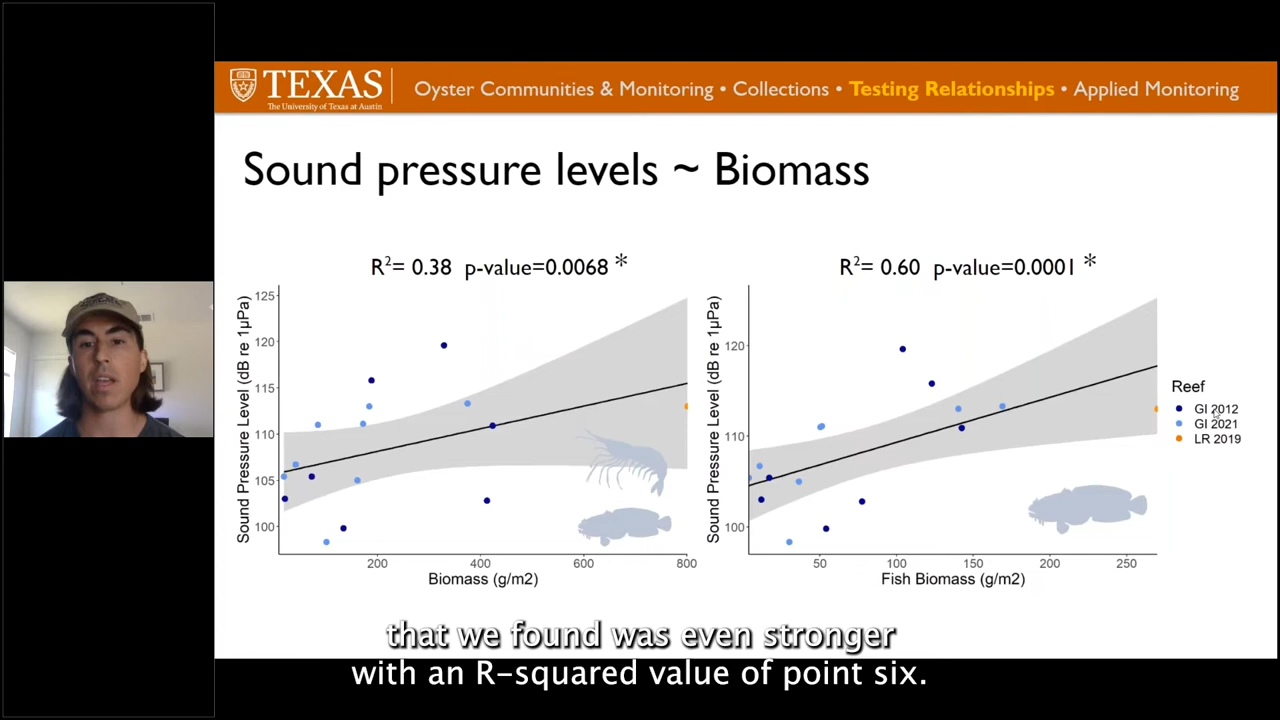 TEXAS
The University of Texas at Austin
Oyster Communities & Monitoring • Collections • Testing Relationships • Applied Monitoring
Sound pressure levels ~ Biomass
R²= 0.38 p-value=0.0068 *
Sound Pressure Level (dB re 1µPa)
125
120
115
110
105
100
200
400
600
800
Biomass (g/m2)
R²= 0.60 p-value=0.0001 *
Sound Pressure Level (dB re 1µPa)
120
110
100
50
100
150
200
250
Fish Biomass (g/m2)
Reef
GI 2012
GI 2021
LR 2019
that we found was even stronger
with an R-squared value of point six.